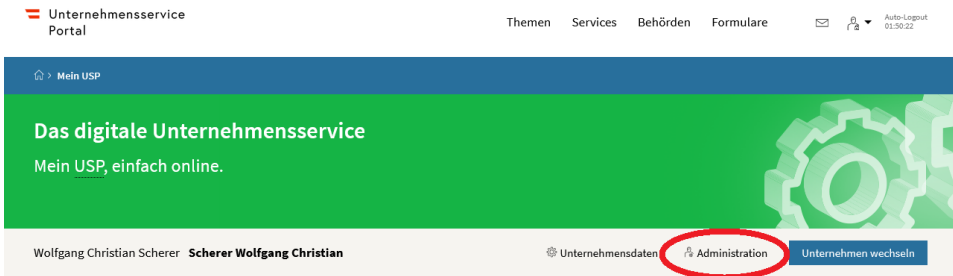 Unternehmensservice
Portal
Themen Services Behörden Formulare
Auto-Logout
01:50:22
Mein USP
Das digitale Unternehmensservice
Mein USP, einfach online.
Wolfgang Christian Scherer Scherer Wolfgang Christian Unternehmensdaten Administration Unternehmen wechseln